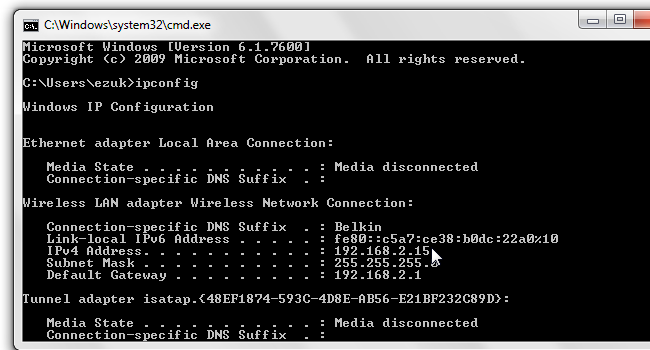 C:\Windows\system32\cmd.exe
Microsoft Windows [Version 6.1.7600]
Copyright (c) 2009 Microsoft Corporation.  All rights reserved.
C:\Users\ezuk>ipconfig
Windows IP Configuration
Ethernet adapter Local Area Connection:
   Media State . . . . . . . . . . . : Media disconnected
   Connection-specific DNS Suffix  . :
Wireless LAN adapter Wireless Network Connection:
   Connection-specific DNS Suffix  . : Belkin
   Link-local IPv6 Address . . . . . : fe80::c5a7:ce38:b0dc:22a0%10
   IPv4 Address. . . . . . . . . . . : 192.168.2.15
   Subnet Mask . . . . . . . . . . . : 255.255.255.0
   Default Gateway . . . . . . . . . : 192.168.2.1
Tunnel adapter isatap.{48EF1874-593C-4D8E-AB56-E21BF232C89D}:
   Media State . . . . . . . . . . . : Media disconnected
   Connection-specific DNS Suffix  . :